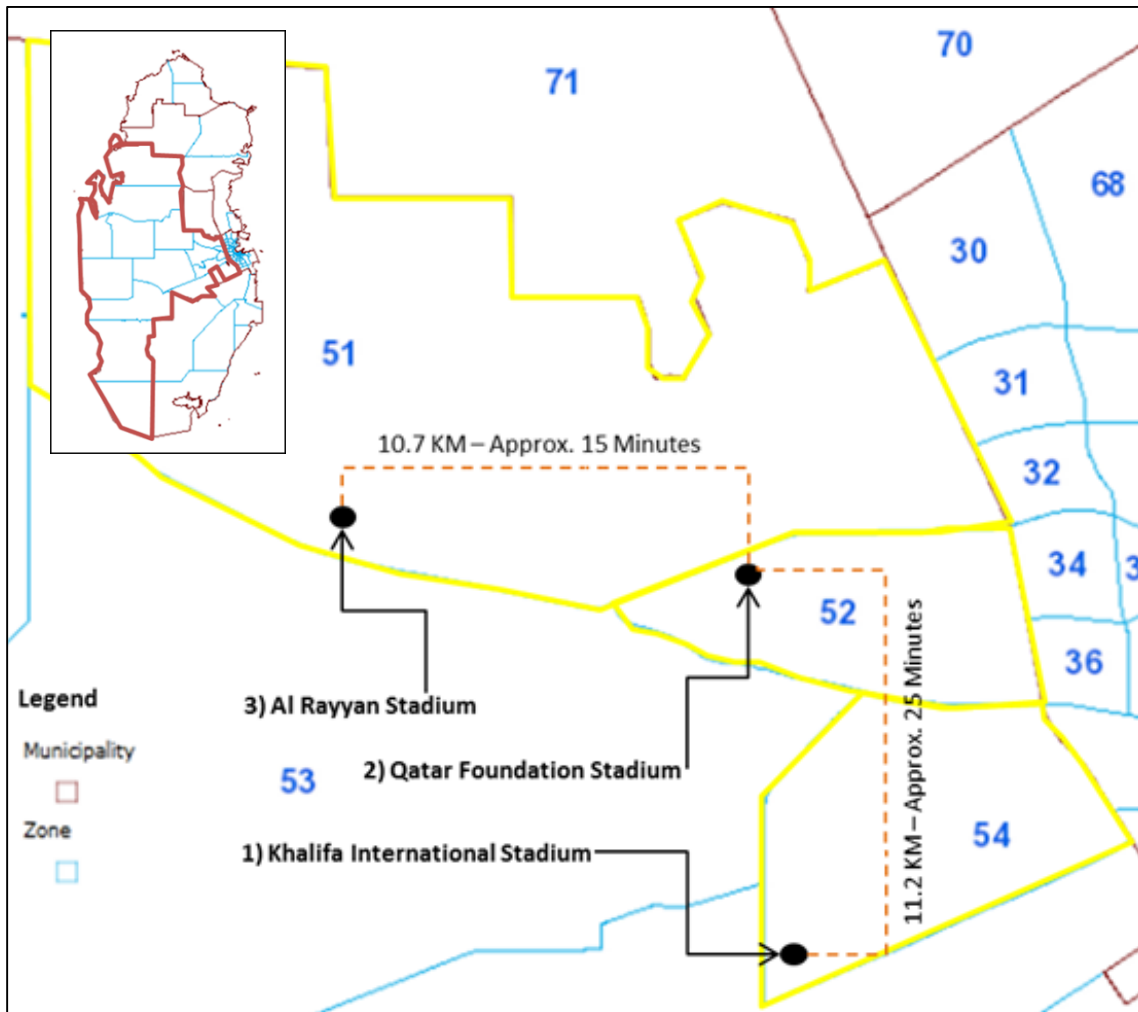 70
71
68
30
51
31
10.7 KM – Approx. 15 Minutes
32
34
3
52
36
Legend
3) Al Rayyan Stadium
Municipality
2) Qatar Foundation Stadium
53
11.2 KM – Approx. 25 Minutes
Zone
54
1) Khalifa International Stadium